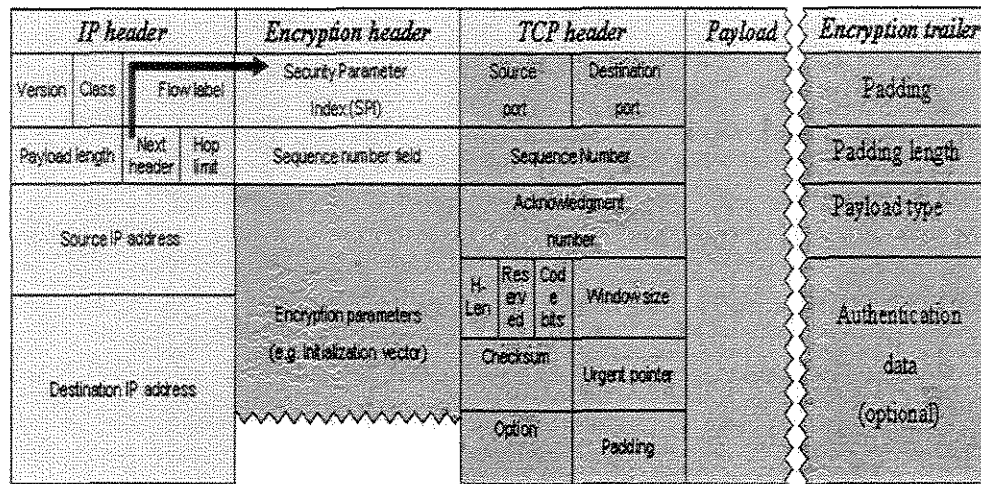 IP header
Encryption header
TCP header
Payload
Encryption trailer
Version
Class
Flow label
Security Parameter
Index (SPI)
Source
port
Destination
port
Padding
Payload length
Next
header
Hop
limit
Sequence number field
Sequence Number
Padding length
Source IP address
Acknowledgment
number
Payload type
Destination IP address
Encryption parameters
(e.g. initialization vector)
H-
Len
Res
erv
ed
Cod
e
bits
Window size
Authentication
data
(optional)
Checksum
Urgent pointer
Option
Padding